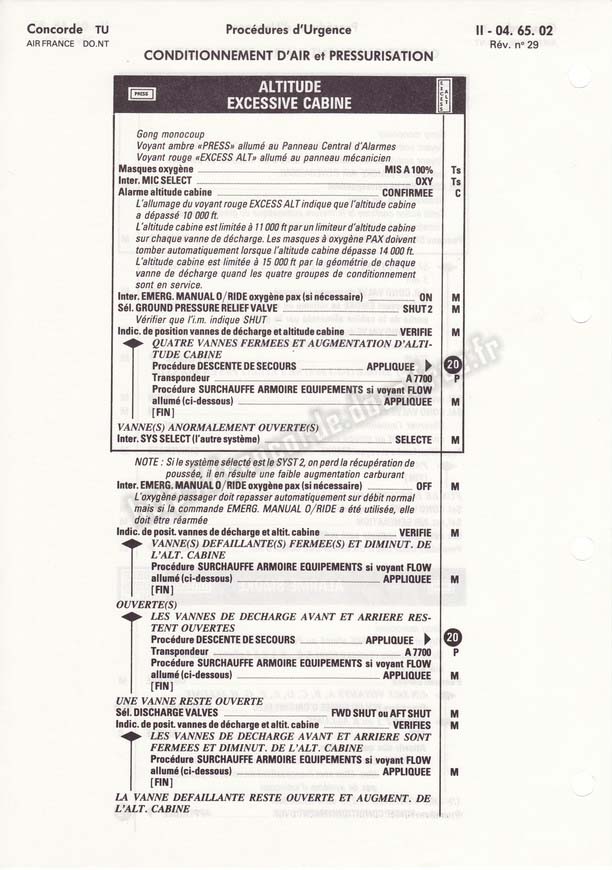 Concorde TU
Procédures d'Urgence
II - 04. 65. 02
AIR FRANCE DO.NT
Rév. n° 29
CONDITIONNEMENT D'AIR et PRESSURISATION
PRESS
ALTITUDE
EXCESSIVE CABINE
EXCESS ALT
Gong monocoup
Voyant ambre «PRESS» allumé au Panneau Central d'Alarmes
Voyant rouge «EXCESS ALT» allumé au panneau mécanicien
Masques oxygène MIS A 100% Ts
Inter. MIC SELECT OXY Ts
Alarme altitude cabine CONFIRMEE C
L'allumage du voyant rouge EXCESS ALT indique que l'altitude cabine
a dépassé 10 000 ft.
L'altitude cabine est limitée à 11 000 ft par un limiteur d'altitude cabine
sur chaque vanne de décharge. Les masques à oxygène PAX doivent
tomber automatiquement lorsque l'altitude cabine dépasse 14 000 ft.
L'altitude cabine est limitée à 15 000 ft par la géométrie de chaque
vanne de décharge quand les quatre groupes de conditionnement
sont en service.
Inter. EMERG. MANUAL O/RIDE oxygène pax (si nécessaire) ON M
Sél. GROUND PRESSURE RELIEF VALVE SHUT 2 M
Vérifier que l'i.m. indique SHUT
Indic. de position vannes de décharge et altitude cabine VERIFIE M
QUATRE VANNES FERMEES ET AUGMENTATION D'ALTI-
TUDE CABINE
Procédure DESCENTE DE SECOURS APPLIQUEE 20
Transpondeur A 7700 P
Procédure SURCHAUFFE ARMOIRE EQUIPEMENTS si voyant FLOW
allumé (ci-dessous) APPLIQUEE M
[FIN]
VANNE(S) ANORMALEMENT OUVERTE(S)
Inter. SYS SELECT (l'autre système) SELECTE M
NOTE : Si le système sélecté est le SYST 2, on perd la récupération de
poussée, il en résulte une faible augmentation carburant
Inter. EMERG. MANUAL O/RIDE oxygène pax (si nécessaire) OFF M
L'oxygène passager doit repasser automatiquement sur débit normal
mais si la commande EMERG. MANUAL O/RIDE a été utilisée, elle
doit être réarmée
Indic. de posit. vannes de décharge et altit. cabine VERIFIE M
VANNE(S) DEFAILLANTE(S) FERMEE(S) ET DIMINUT. DE
L'ALT. CABINE
Procédure SURCHAUFFE ARMOIRE EQUIPEMENTS si voyant FLOW
allumé (ci-dessous) APPLIQUEE M
[FIN]
OUVERTE(S)
LES VANNES DE DECHARGE AVANT ET ARRIERE RES-
TENT OUVERTES
Procédure DESCENTE DE SECOURS APPLIQUEE 20
Transpondeur A 7700 P
Procédure SURCHAUFFE ARMOIRE EQUIPEMENTS si voyant FLOW
allumé (ci-dessous) APPLIQUEE M
[FIN]
UNE VANNE RESTE OUVERTE
Sél. DISCHARGE VALVES FWD SHUT ou AFT SHUT M
Indic. de posit. vannes de décharge et altit. cabine VERIFIES M
LES VANNES DE DECHARGE AVANT ET ARRIERE SONT
FERMEES ET DIMINUT. DE L'ALT. CABINE
Procédure SURCHAUFFE ARMOIRE EQUIPEMENTS si voyant FLOW
allumé (ci-dessous) APPLIQUEE M
[FIN]
LA VANNE DEFAILLANTE RESTE OUVERTE ET AUGMENT. DE
L'ALT. CABINE